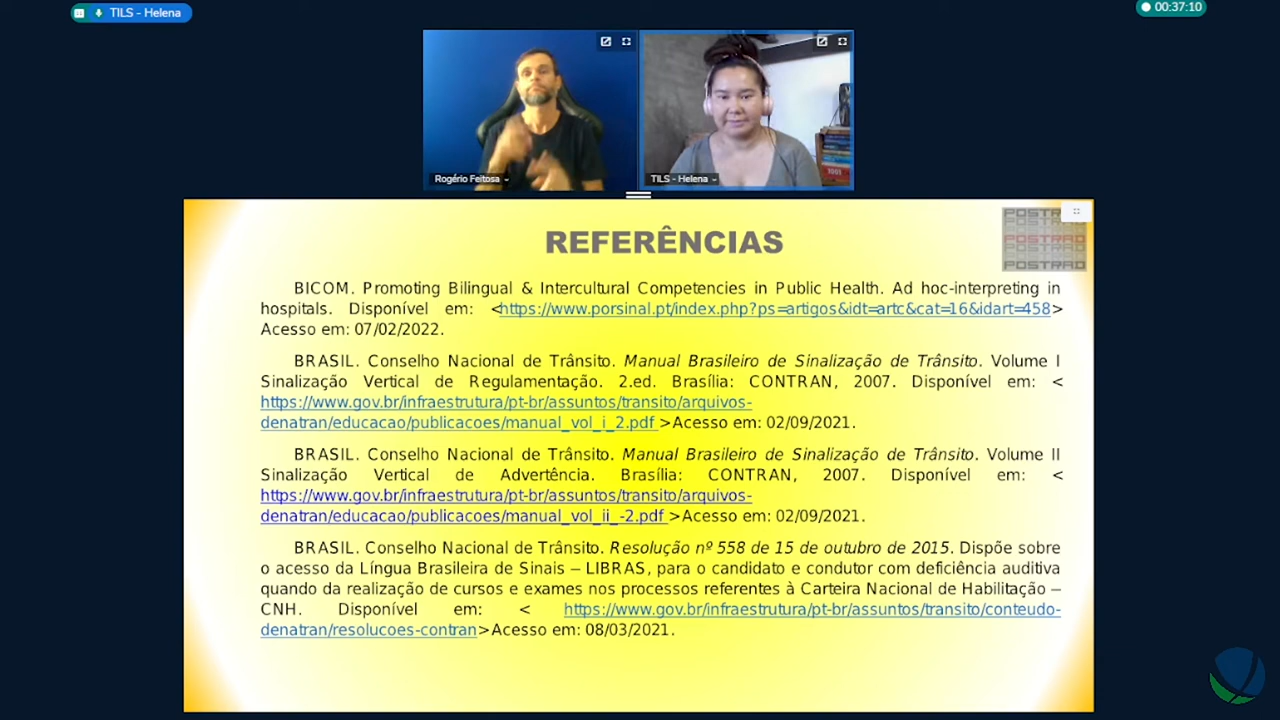 TILS - Helena
00:37:10
Rogério Feitosa
TILS - Helena
1001
REFERÊNCIAS
POSTRAD
POSTRAD
POSTRAD
BICOM. Promoting Bilingual & Intercultural Competencies in Public Health. Ad hoc-interpreting in
hospitals. Disponível em: <https://www.porsinal.pt/index.php?ps=artigos&idt=artc&cat=16&idart=458>
Acesso em: 07/02/2022.
BRASIL. Conselho Nacional de Trânsito. Manual Brasileiro de Sinalização de Trânsito. Volume I
Sinalização Vertical de Regulamentação. 2.ed. Brasília: CONTRAN, 2007. Disponível em: <
https://www.gov.br/infraestrutura/pt-br/assuntos/transito/arquivos-
denatran/educacao/publicacoes/manual_vol_i_2.pdf >Acesso em: 02/09/2021.
BRASIL. Conselho Nacional de Trânsito. Manual Brasileiro de Sinalização de Trânsito. Volume II
Sinalização Vertical de Advertência. Brasília: CONTRAN, 2007. Disponível em: <
https://www.gov.br/infraestrutura/pt-br/assuntos/transito/arquivos-
denatran/educacao/publicacoes/manual_vol_ii_-2.pdf >Acesso em: 02/09/2021.
BRASIL. Conselho Nacional de Trânsito. Resolução nº 558 de 15 de outubro de 2015. Dispõe sobre
o acesso da Língua Brasileira de Sinais – LIBRAS, para o candidato e condutor com deficiência auditiva
quando da realização de cursos e exames nos processos referentes à Carteira Nacional de Habilitação –
CNH. Disponível em: < https://www.gov.br/infraestrutura/pt-br/assuntos/transito/conteudo-
denatran/resolucoes-contran>Acesso em: 08/03/2021.